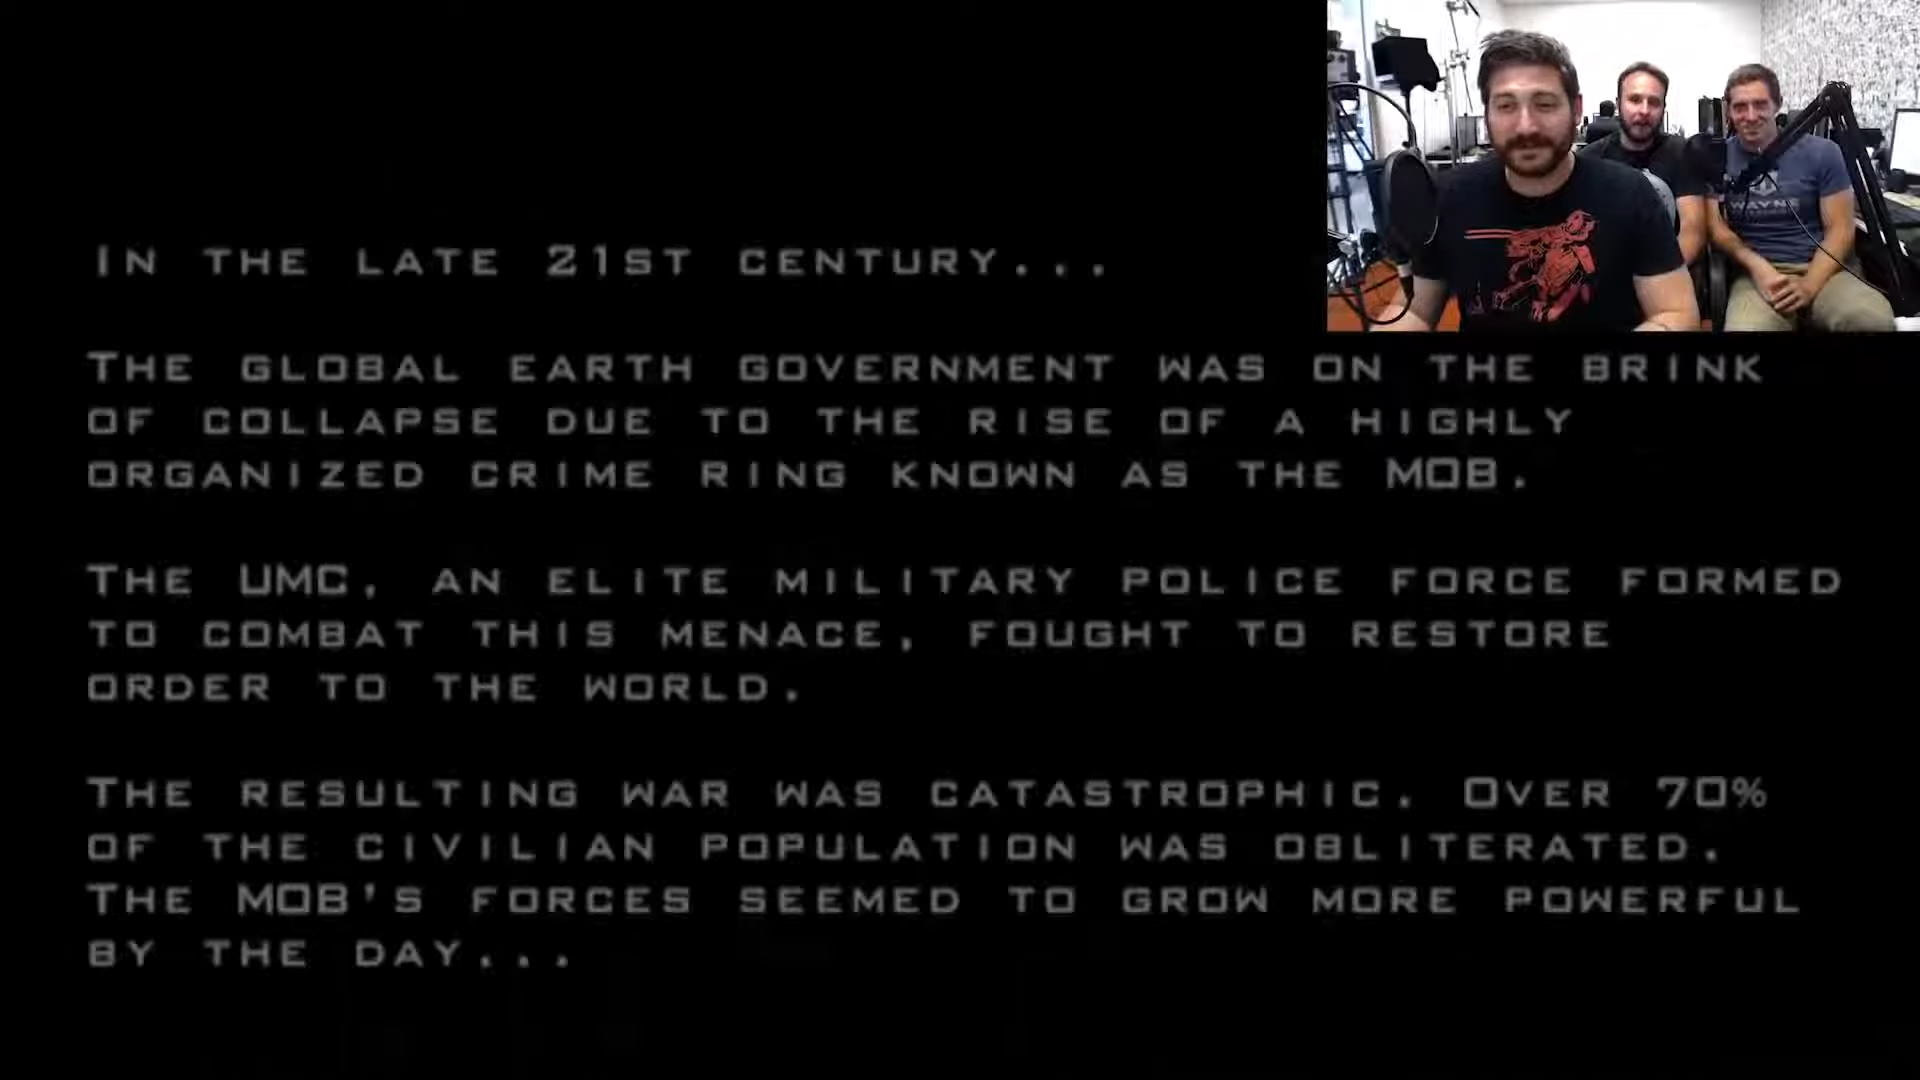 In the late 21st century...
The global Earth government was on the brink
of collapse due to the rise of a highly
organized crime ring known as the MOB.
The UMC, an elite military police force formed
to combat this menace, fought to restore
order to the world.
The resulting war was catastrophic. Over 70%
of the civilian population was obliterated.
The MOB's forces seemed to grow more powerful
by the day...
WAYNE